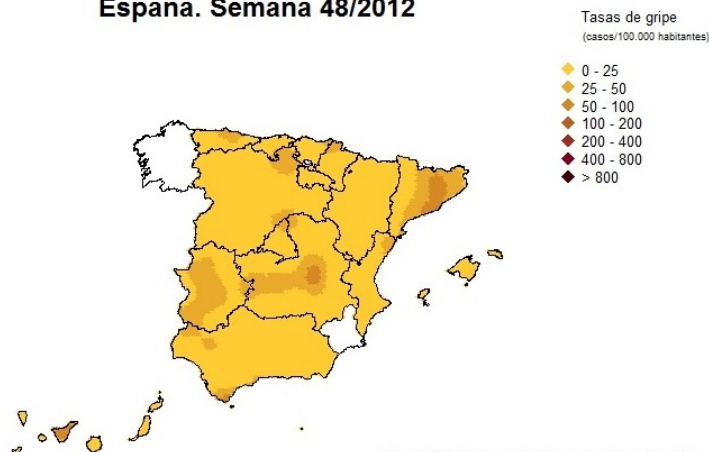 España. Semana 48/2012
Tasas de gripe
(casos/100.000 habitantes)
0 - 25
25 - 50
50 - 100
100 - 200
200 - 400
400 - 800
> 800